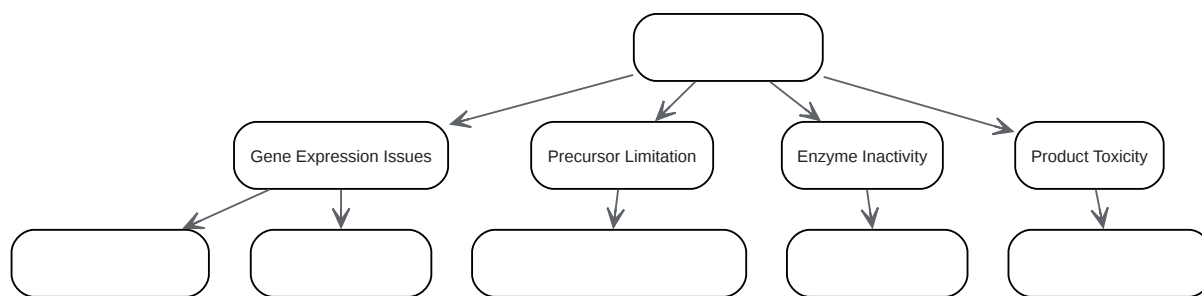 Gene Expression Issues
Precursor Limitation
Enzyme Inactivity
Product Toxicity